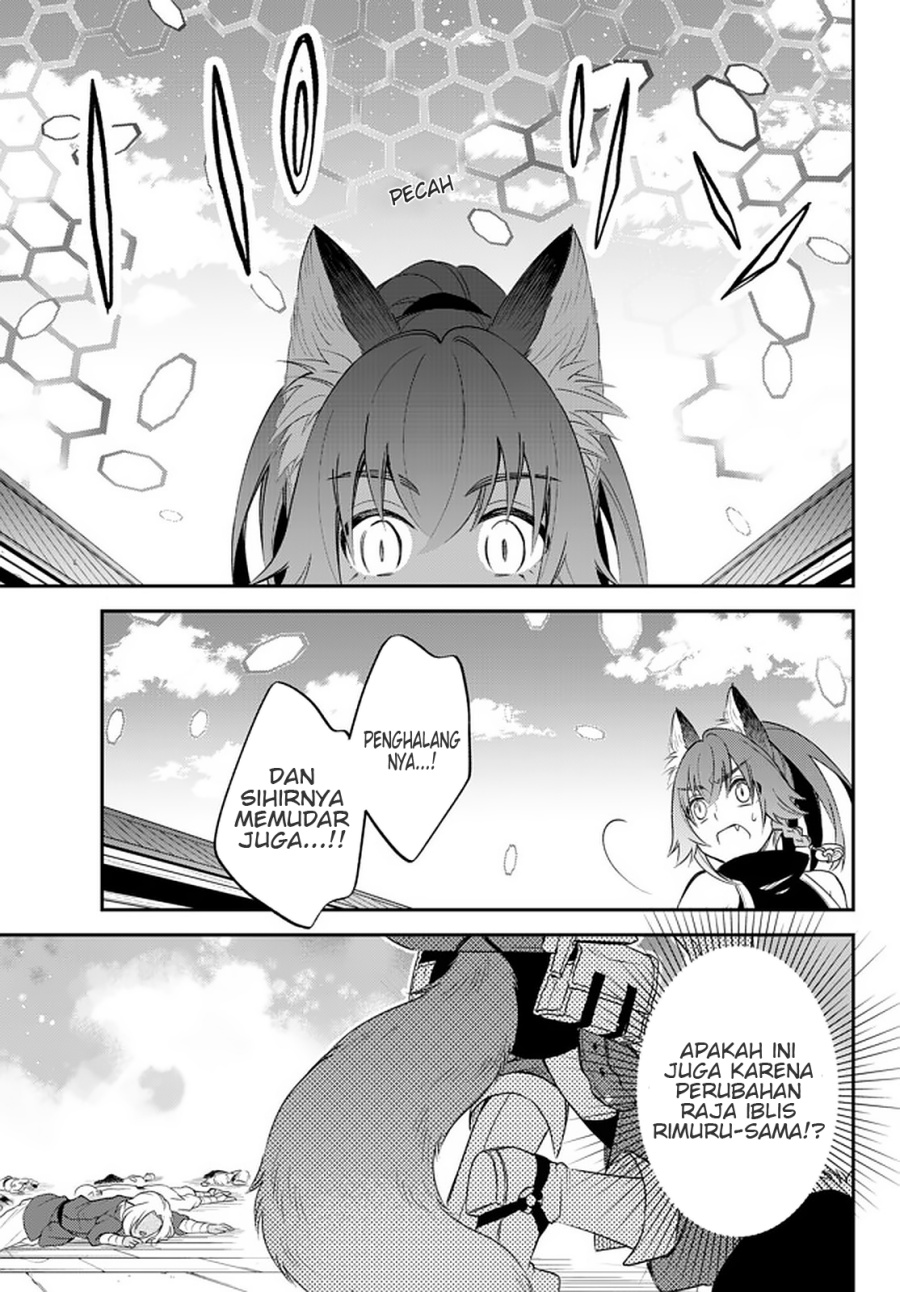 PECAH
PENGHALANG
NYA...!
DAN
SIHIRNYA
MEMUDAR
JUGA...!!
APAKAH INI
JUGA KARENA
PERUBAHAN
RAJA IBLIS
RIMURU-SAMA!?